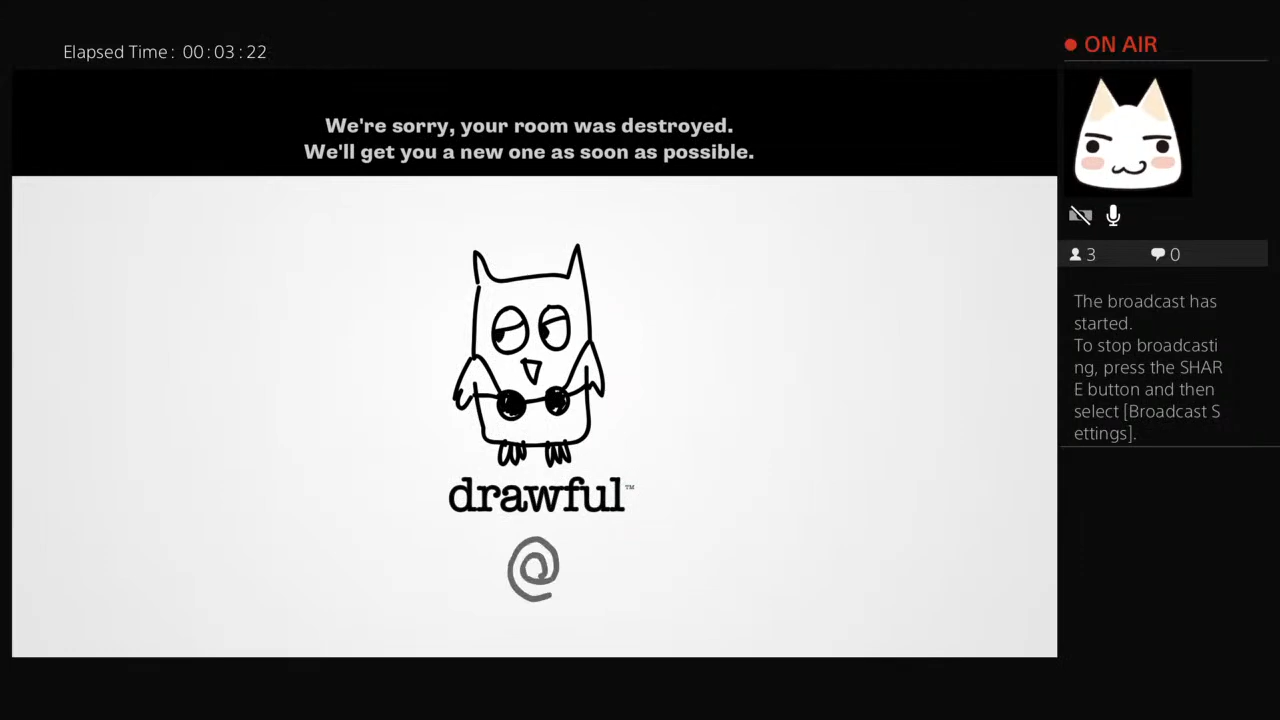 Elapsed Time: 00:03:22
ON AIR
We're sorry, your room was destroyed.
We'll get you a new one as soon as possible.
3
0
The broadcast has
started.
To stop broadcasti
ng, press the SHAR
E button and then
select [Broadcast S
ettings].
drawful™